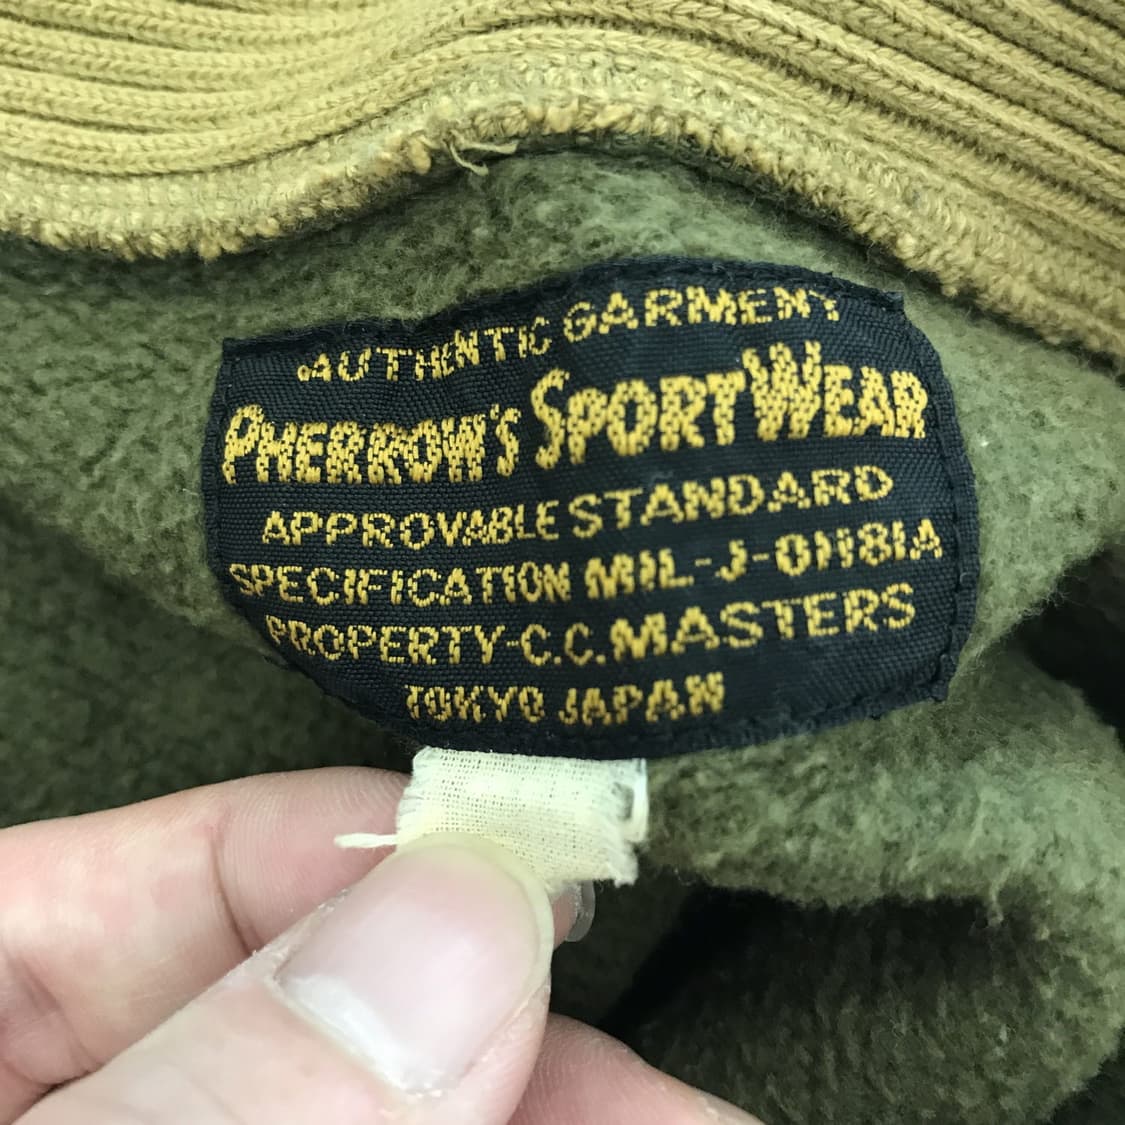 AUTHENTIC GARMENT
PHERROW'S SPORTWEAR
APPROVABLE STANDARD
SPECIFICATION MIL-J-0118IA
PROPERTY-C.C.MASTERS
TOKYO JAPAN